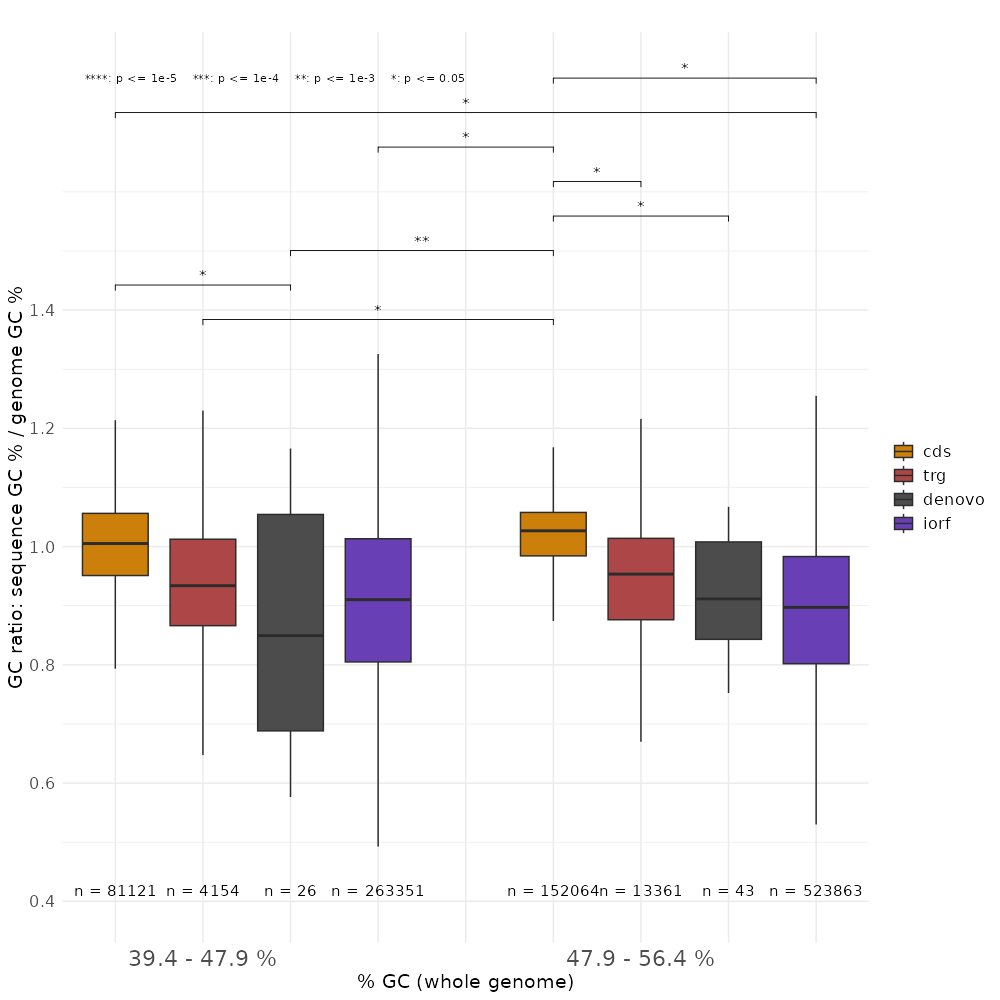 ****: p <= 1e-5 ***: p <= 1e-4 **: p <= 1e-3 *: p <= 0.05
*
*
*
*
*
**
*
*
1.4
1.2
1.0
0.8
0.6
0.4
GC ratio: sequence GC % / genome GC %
cds
trg
denovo
iorf
n = 81121 n = 4154 n = 26 n = 263351 n = 152064 n = 13361 n = 43 n = 523863
39.4 - 47.9 % 47.9 - 56.4 %
% GC (whole genome)